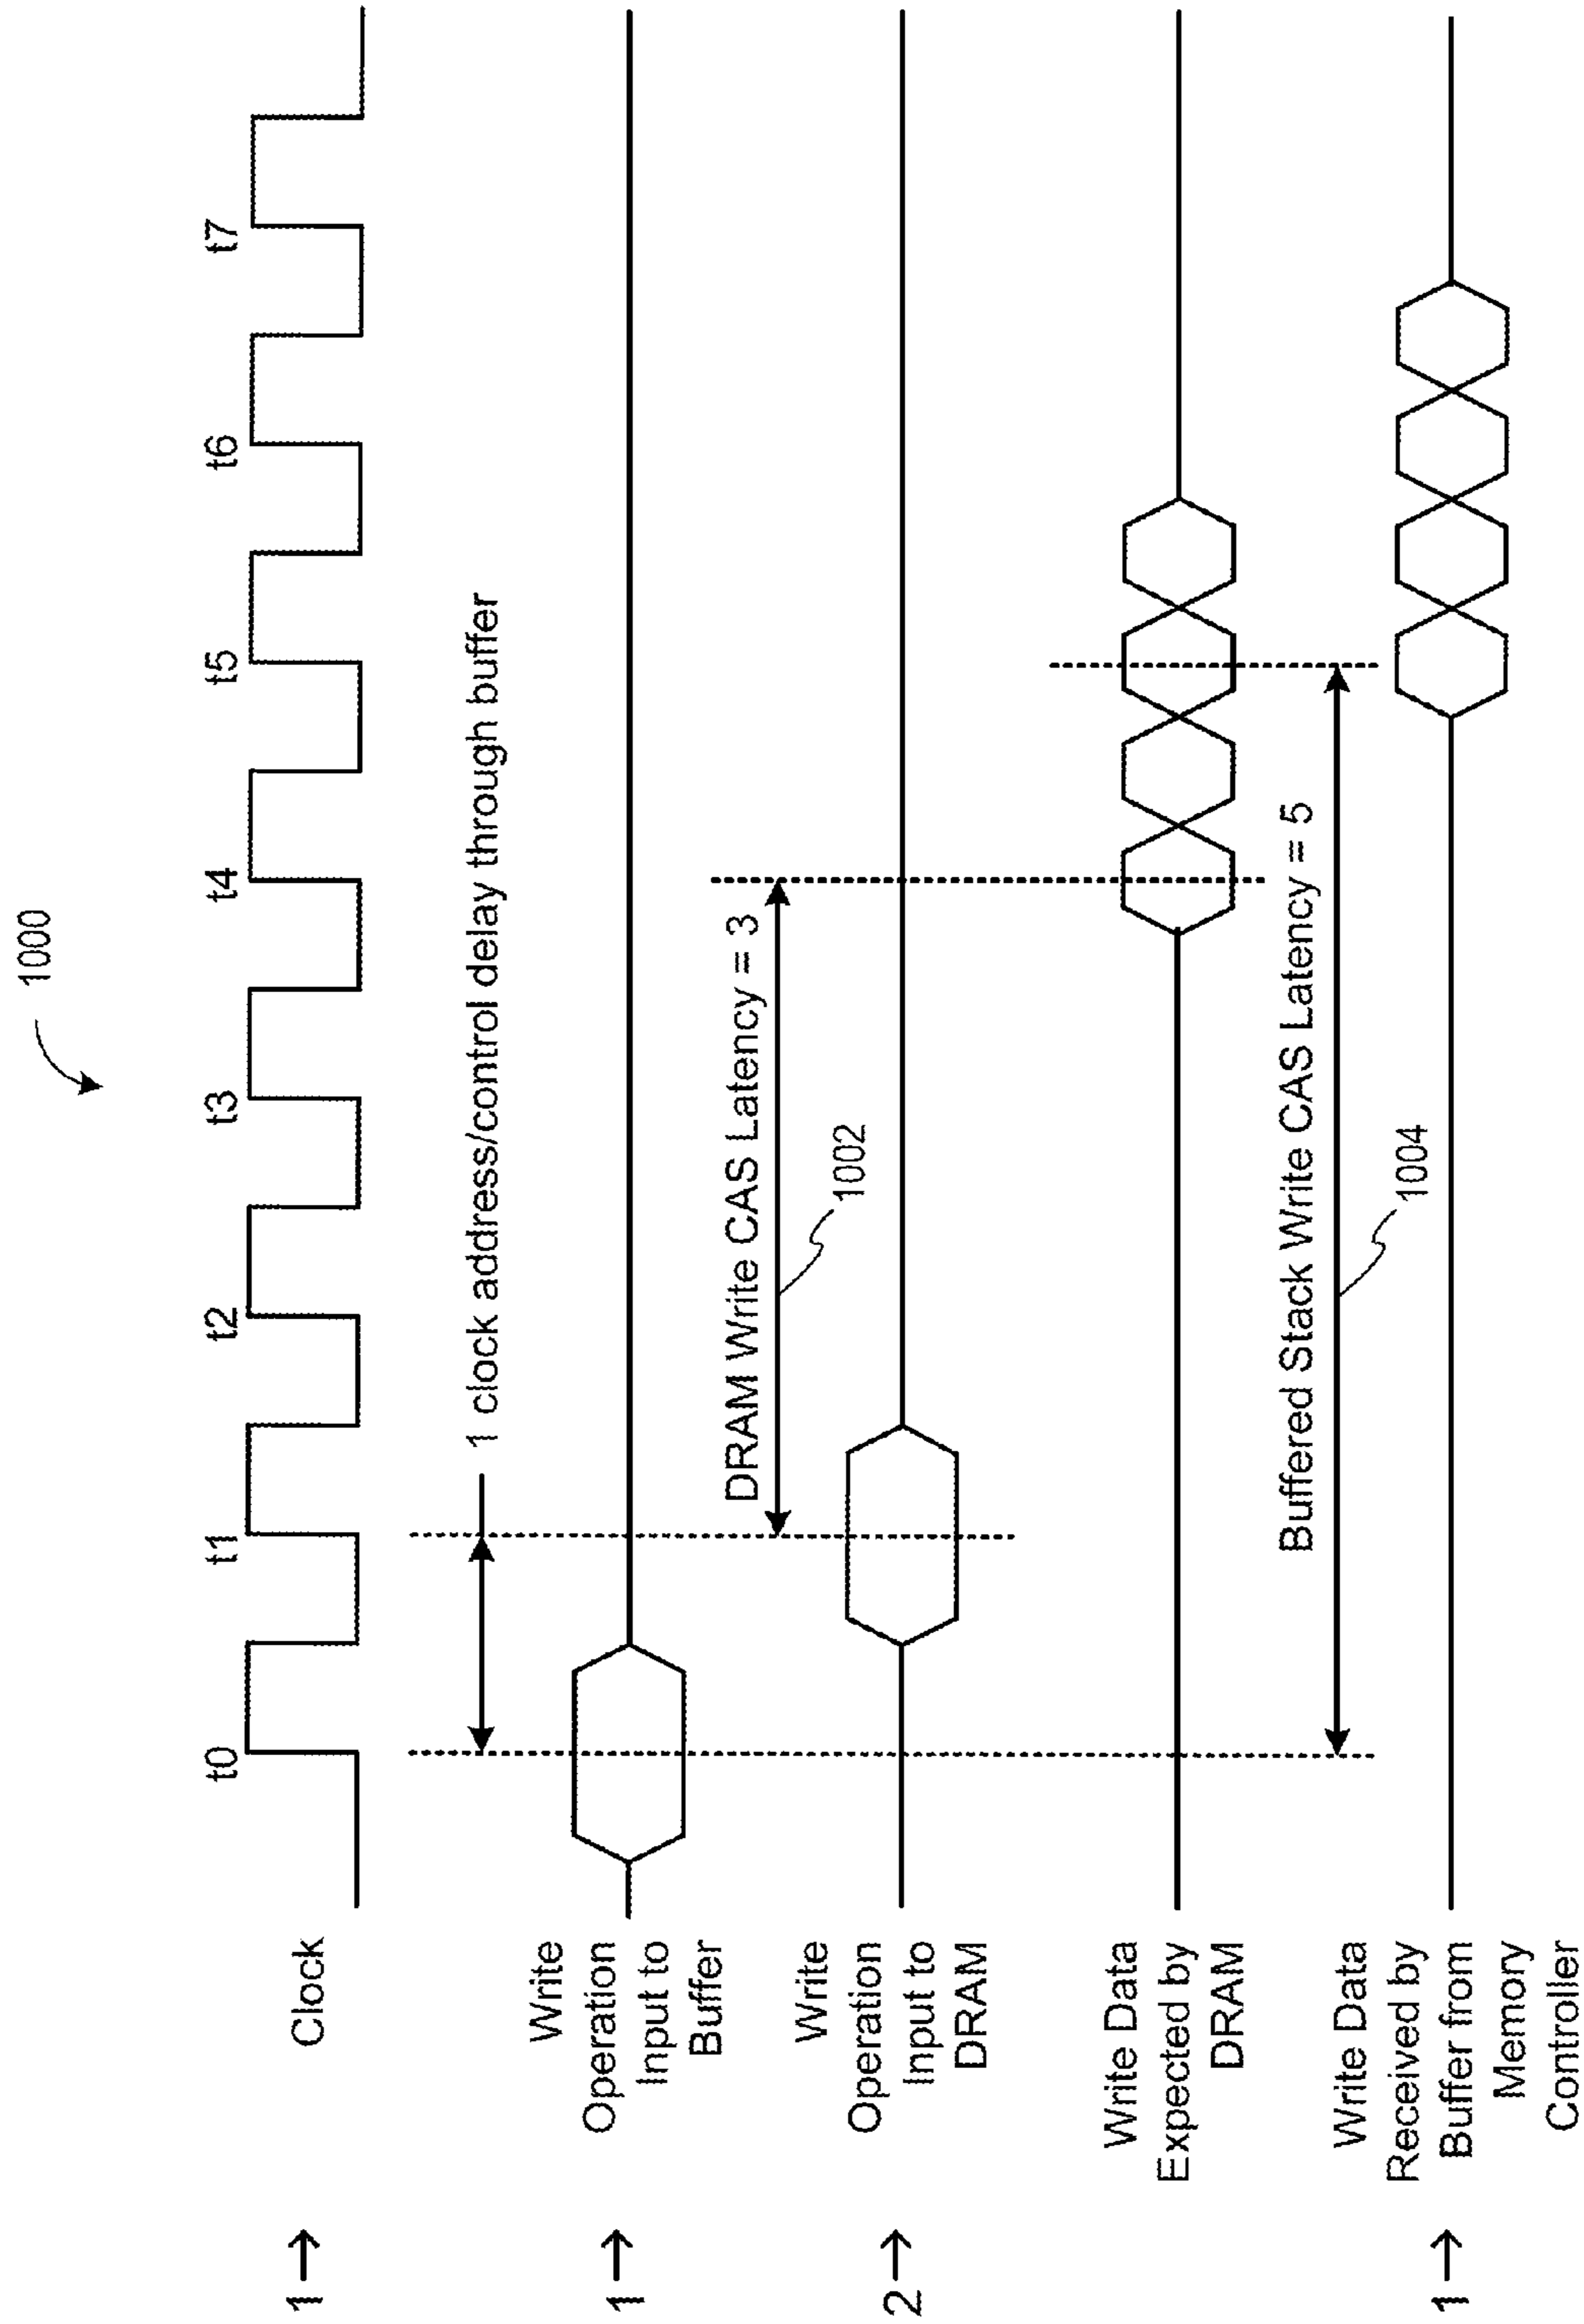 1000
t0 t1 t2 t3 t4 t5 t6 t7
1→ Clock
1 clock address/control delay through buffer
1→ Write
Operation
Input to
Buffer
DRAM Write CAS Latency = 3
1002
2→ Write
Operation
Input to
DRAM
Write Data
Expected by
DRAM
Buffered Stack Write CAS Latency = 5
1004
Write Data
Received by
1→ Buffer from
Memory
Controller